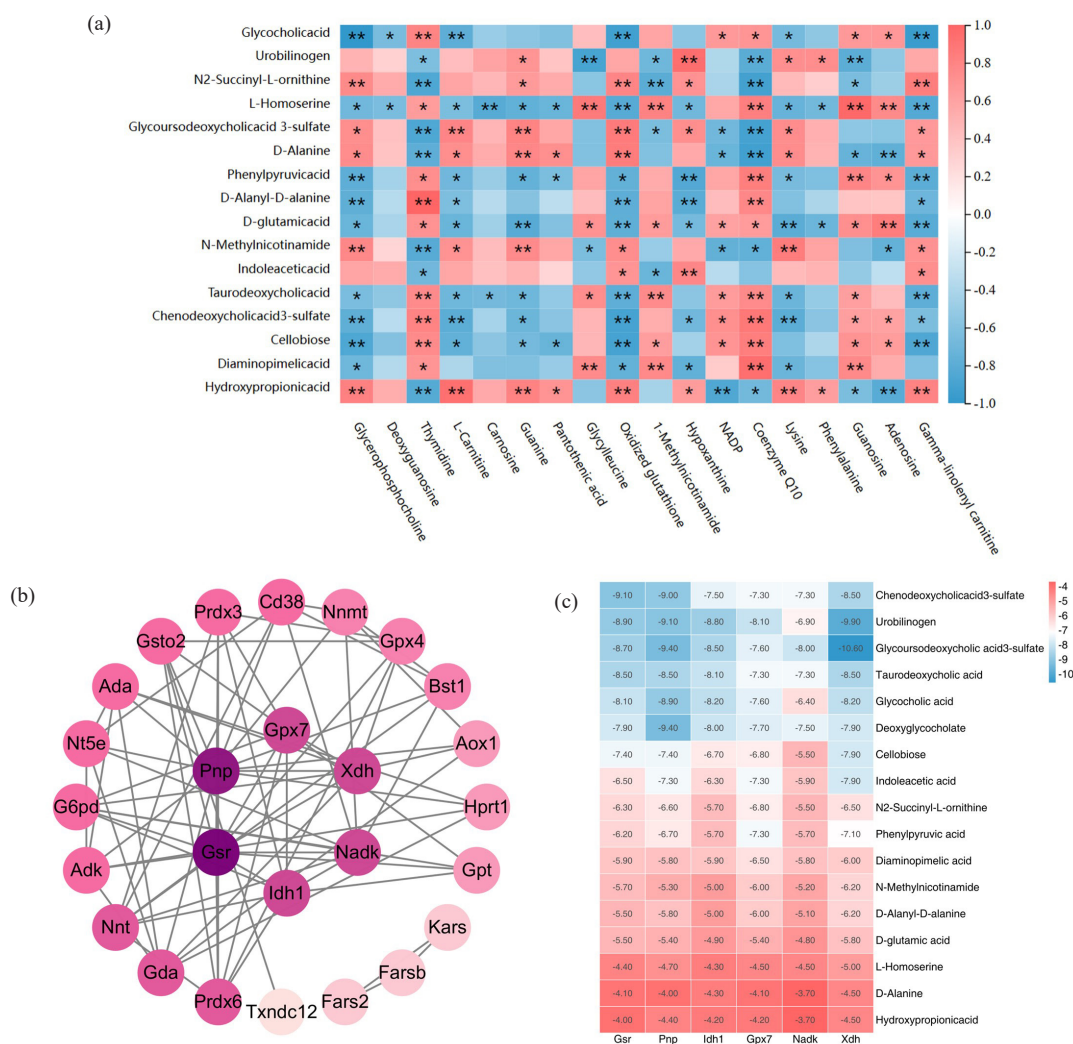 (a)
Glycocholicacid ** * ** ** ** * * * * * ** 1.0
Urobilinogen * * ** * ** ** * * **
N2-Succinyl-L-ornithine ** ** * ** ** * ** * ** 0.8
L-Homoserine * * * * ** * * ** ** ** * ** * * ** ** ** 0.6
Glycoursodeoxycholicacid 3-sulfate * ** ** ** ** * * * ** * * 0.4
D-Alanine * ** * ** * ** * ** * * ** *
Phenylpyruvicacid ** * * * * * ** ** * ** * ** 0.2
D-Alanyl-D-alanine ** ** * ** ** ** *
D-glutamicacid * * * ** * ** * * * * ** * * ** ** 0.0
N-Methylnicotinamide ** ** * ** * * * * ** * * -0.2
Indoleaceticacid * * * ** *
Taurodeoxycholicacid * ** * * * * ** ** * ** * * ** -0.4
Chenodeoxycholicacid3-sulfate ** ** ** * ** * * ** ** * * * -0.6
Cellobiose ** ** * * * ** * * ** * * * **
Diaminopimelicacid * * ** * ** * ** * ** -0.8
Hydroxypropionicacid ** ** ** ** * ** * ** * ** * * ** ** -1.0
Glycerophosphocholine
Deoxyguanosine
Thymidine
L-Carnitine
Carnosine
Guanine
Pantothenic acid
Glycylleucine
Oxidized glutathione
1-Methylnicotinamide
Hypoxanthine
NADP
Coenzyme Q10
Lysine
Phenylalanine
Guanosine
Adenosine
Gamma-linolenyl carnitine
(b)
Prdx3
Cd38
Nnmt
Gsto2
Gpx4
Ada
Bst1
Nt5e
Gpx7
Aox1
Pnp
Xdh
G6pd
Hprt1
Gsr
Nadk
Adk
Gpt
Idh1
Nnt
Kars
Gda
Farsb
Prdx6
Txndc12
Fars2
(c)
-9.10 -9.00 -7.50 -7.30 -7.30 -8.50 Chenodeoxycholicacid3-sulfate
-8.90 -9.10 -8.80 -8.10 -6.90 -9.90 Urobilinogen
-8.70 -9.40 -8.50 -7.60 -8.00 -10.60 Glycoursodeoxycholic acid3-sulfate
-8.50 -8.50 -8.10 -7.30 -7.30 -8.50 Taurodeoxycholic acid
-8.10 -8.90 -8.20 -7.60 -6.40 -8.20 Glycocholic acid
-7.90 -9.40 -8.00 -7.70 -7.50 -7.90 Deoxyglycocholate
-7.40 -7.40 -6.70 -6.80 -5.50 -7.90 Cellobiose
-6.50 -7.30 -6.30 -7.30 -5.90 -7.90 Indoleacetic acid
-6.30 -6.60 -5.70 -6.80 -5.50 -6.50 N2-Succinyl-L-ornithine
-6.20 -6.70 -5.70 -7.30 -5.70 -7.10 Phenylpyruvic acid
-5.90 -5.80 -5.90 -6.50 -5.80 -6.00 Diaminopimelic acid
-5.70 -5.30 -5.00 -6.00 -5.20 -6.20 N-Methylnicotinamide
-5.50 -5.80 -5.00 -6.00 -5.10 -6.20 D-Alanyl-D-alanine
-5.50 -5.40 -4.90 -5.40 -4.80 -5.80 D-glutamic acid
-4.40 -4.70 -4.30 -4.50 -4.50 -5.00 L-Homoserine
-4.10 -4.00 -4.30 -4.10 -3.70 -4.50 D-Alanine
-4.00 -4.40 -4.20 -4.20 -3.70 -4.50 Hydroxypropionicacid
Gsr Pnp Idh1 Gpx7 Nadk Xdh
-4
-5
-6
-7
-8
-9
-10